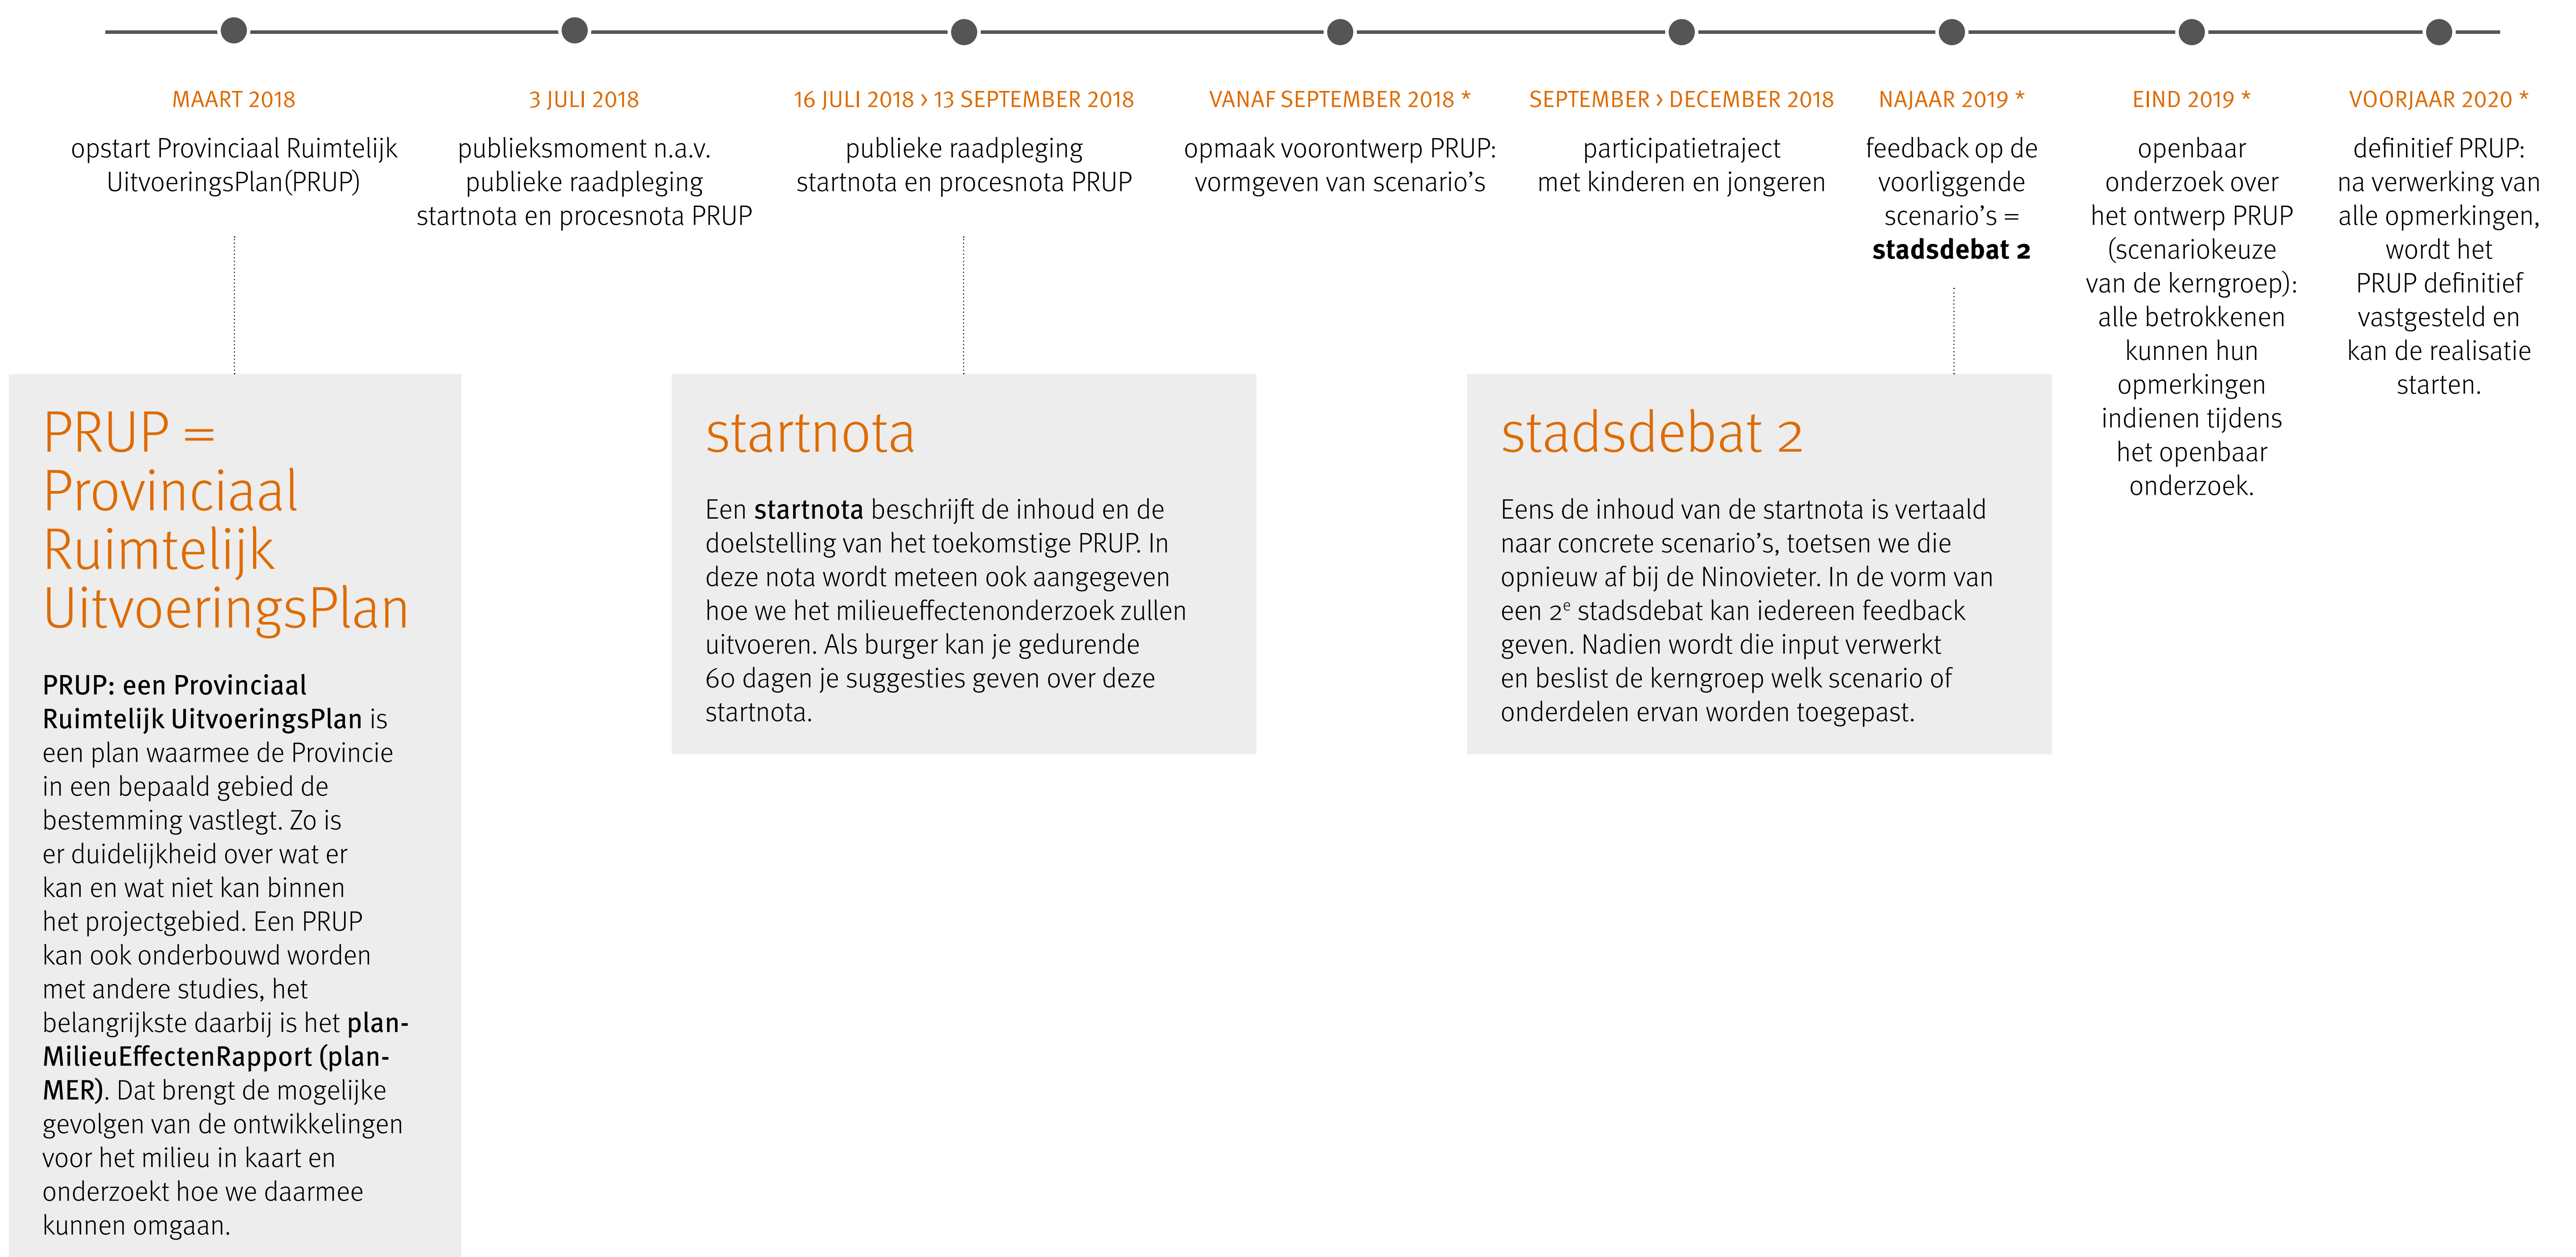 MAART 2018
opstart Provinciaal Ruimtelijk
UitvoeringsPlan(PRUP)
3 JULI 2018
publieksmoment n.a.v.
publieke raadpleging
startnota en procesnota PRUP
16 JULI 2018 › 13 SEPTEMBER 2018
publieke raadpleging
startnota en procesnota PRUP
VANAF SEPTEMBER 2018 *
opmaak voorontwerp PRUP:
vormgeven van scenario’s
SEPTEMBER › DECEMBER 2018
participatietraject
met kinderen en jongeren
NAJAAR 2019 *
feedback op de
voorliggende
scenario’s =
stadsdebat 2
EIND 2019 *
openbaar
onderzoek over
het ontwerp PRUP
(scenariokeuze
van de kerngroep):
alle betrokkenen
kunnen hun
opmerkingen
indienen tijdens
het openbaar
onderzoek.
VOORJAAR 2020 *
definitief PRUP:
na verwerking van
alle opmerkingen,
wordt het
PRUP definitief
vastgesteld en
kan de realisatie
starten.
PRUP =
Provinciaal
Ruimtelijk
UitvoeringsPlan
PRUP: een Provinciaal
Ruimtelijk UitvoeringsPlan is
een plan waarmee de Provincie
in een bepaald gebied de
bestemming vastlegt. Zo is
er duidelijkheid over wat er
kan en wat niet kan binnen
het projectgebied. Een PRUP
kan ook onderbouwd worden
met andere studies, het
belangrijkste daarbij is het plan-
MilieuEffectenRapport (plan-
MER). Dat brengt de mogelijke
gevolgen van de ontwikkelingen
voor het milieu in kaart en
onderzoekt hoe we daarmee
kunnen omgaan.
startnota
Een startnota beschrijft de inhoud en de
doelstelling van het toekomstige PRUP. In
deze nota wordt meteen ook aangegeven
hoe we het milieueffectenonderzoek zullen
uitvoeren. Als burger kan je gedurende
60 dagen je suggesties geven over deze
startnota.
stadsdebat 2
Eens de inhoud van de startnota is vertaald
naar concrete scenario’s, toetsen we die
opnieuw af bij de Ninovieter. In de vorm van
een 2e stadsdebat kan iedereen feedback
geven. Nadien wordt die input verwerkt
en beslist de kerngroep welk scenario of
onderdelen ervan worden toegepast.